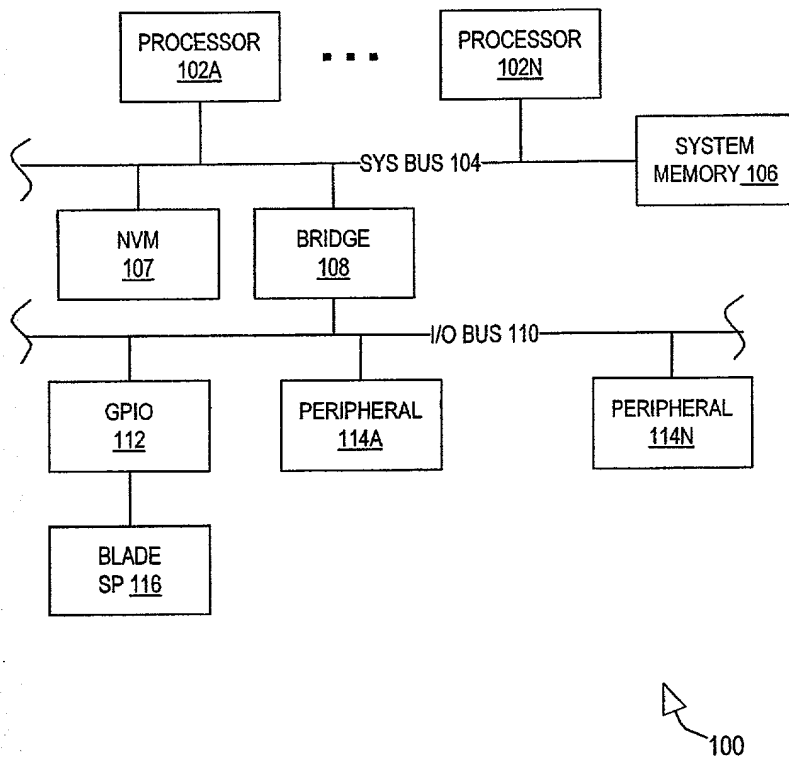 PROCESSOR
102A
PROCESSOR
102N
SYS BUS 104
SYSTEM
MEMORY 106
NVM
107
BRIDGE
108
I/O BUS 110
GPIO
112
PERIPHERAL
114A
PERIPHERAL
114N
BLADE
SP 116
100